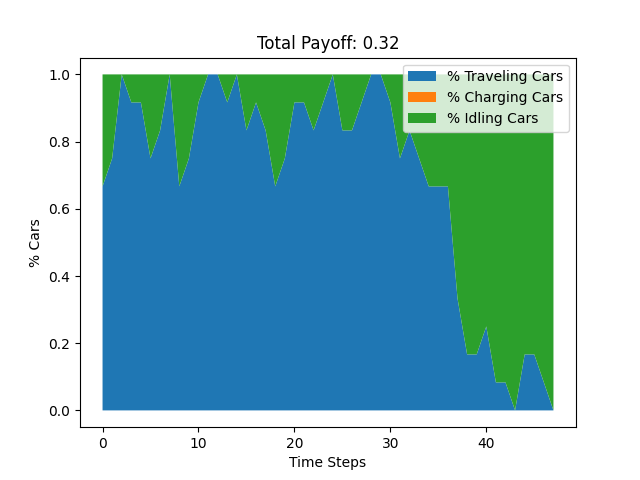 Total Payoff: 0.32
% Traveling Cars
% Charging Cars
% Idling Cars
% Cars
1.0
0.8
0.6
0.4
0.2
0.0
0 10 20 30 40
Time Steps